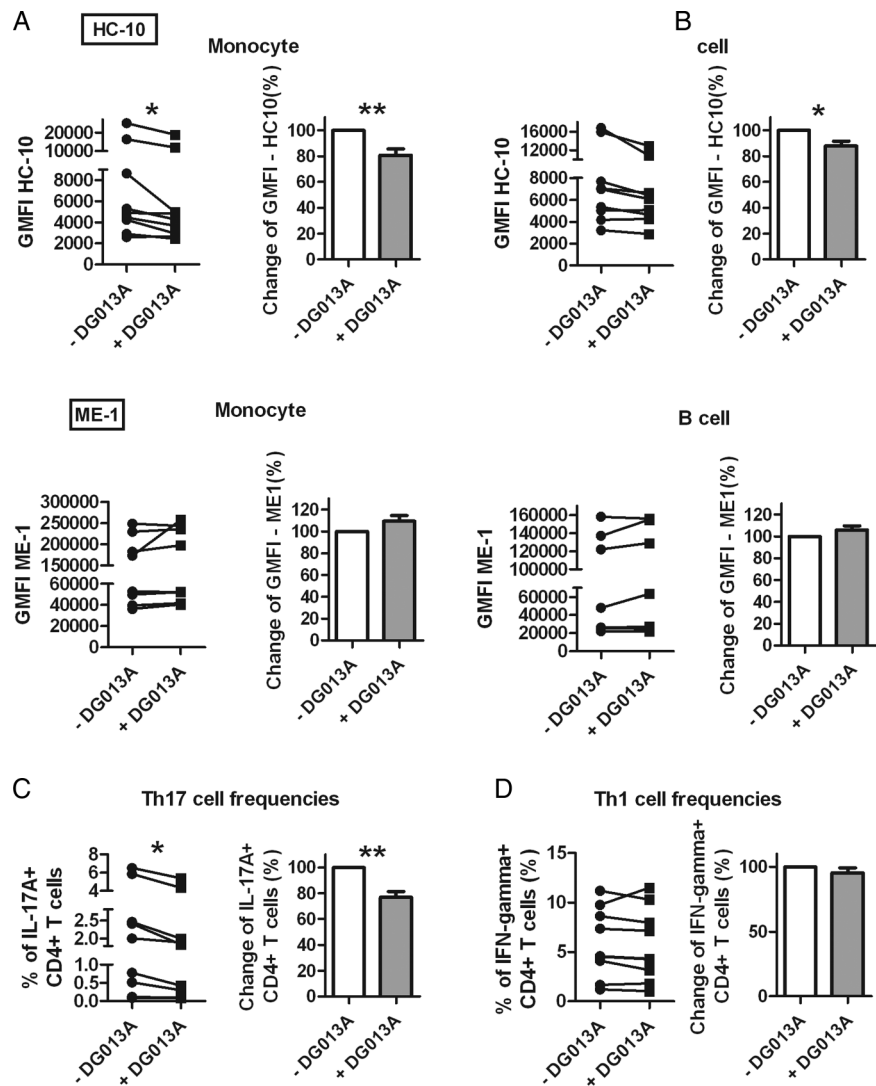 A
HC-10
Monocyte
B
cell
*
GMFI HC-10
20000
10000
8000
6000
4000
2000
0
- DG013A
+ DG013A
**
Change of GMFI - HC10(%)
100
80
60
40
20
0
- DG013A
+ DG013A
GMFI HC-10
16000
12000
8000
6000
4000
2000
0
- DG013A
+ DG013A
*
Change of GMFI - HC10(%)
100
80
60
40
20
0
- DG013A
+ DG013A
ME-1
Monocyte
B cell
GMFI ME-1
300000
250000
200000
150000
100000
60000
40000
20000
0
- DG013A
+ DG013A
Change of GMFI - ME1(%)
120
100
80
60
40
20
0
- DG013A
+ DG013A
GMFI ME-1
160000
140000
120000
100000
80000
60000
40000
20000
0
- DG013A
+ DG013A
Change of GMFI - ME1(%)
120
100
80
60
40
20
0
- DG013A
+ DG013A
C
Th17 cell frequencies
D
Th1 cell frequencies
*
% of IL-17A+
CD4+ T cells
8
6
4
2.5
2.0
0.5
0.0
- DG013A
+ DG013A
**
Change of IL-17A+
CD4+ T cells (%)
100
80
60
40
20
0
- DG013A
+ DG013A
% of IFN-gamma+
CD4+ T cells (%)
15
10
5
0
- DG013A
+ DG013A
Change of IFN-gamma+
CD4+ T cells (%)
100
50
0
- DG013A
+ DG013A